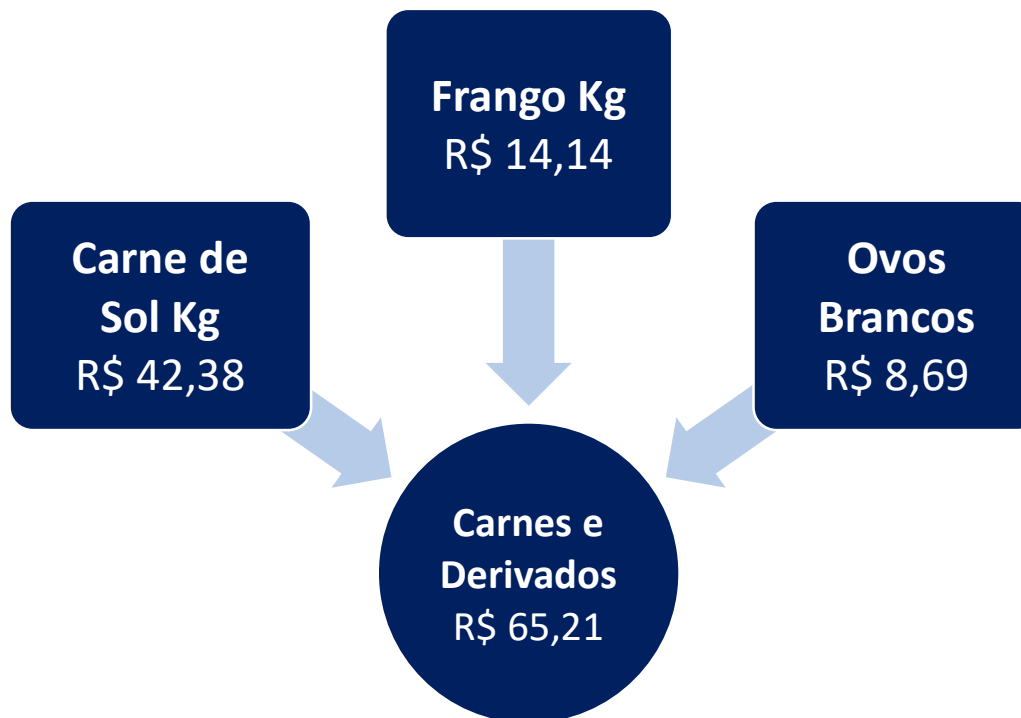 Frango Kg
R$ 14,14
Carne de
Sol Kg
R$ 42,38
Ovos
Brancos
R$ 8,69
Carnes e
Derivados
R$ 65,21